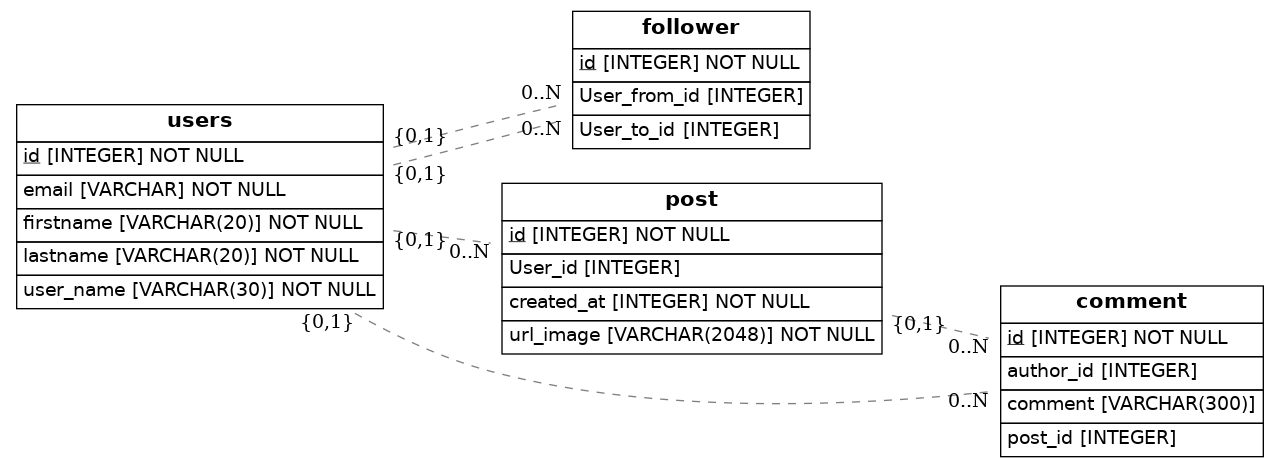 follower
id [INTEGER] NOT NULL
User_from_id [INTEGER]
User_to_id [INTEGER]
0..N
0..N
{0,1}
{0,1}
users
id [INTEGER] NOT NULL
email [VARCHAR] NOT NULL
firstname [VARCHAR(20)] NOT NULL
lastname [VARCHAR(20)] NOT NULL
user_name [VARCHAR(30)] NOT NULL
{0,1}
0..N
{0,1}
post
id [INTEGER] NOT NULL
User_id [INTEGER]
created_at [INTEGER] NOT NULL
url_image [VARCHAR(2048)] NOT NULL
{0,1}
0..N
0..N
comment
id [INTEGER] NOT NULL
author_id [INTEGER]
comment [VARCHAR(300)]
post_id [INTEGER]